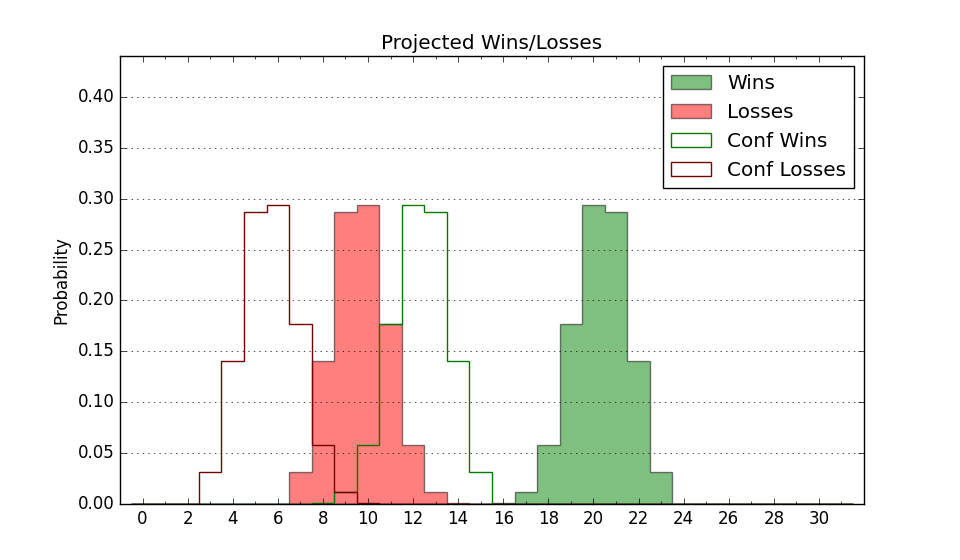 Projected Wins/Losses
Wins
Losses
Conf Wins
Conf Losses
Probability
0.40
0.35
0.30
0.25
0.20
0.15
0.10
0.05
0.00
0 2 4 6 8 10 12 14 16 18 20 22 24 26 28 30